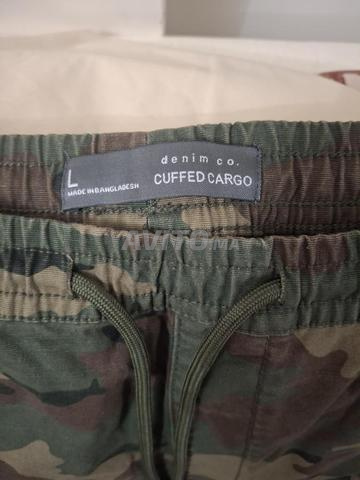 denim co.
L
CUFFED CARGO
MADE IN BANGLADESH